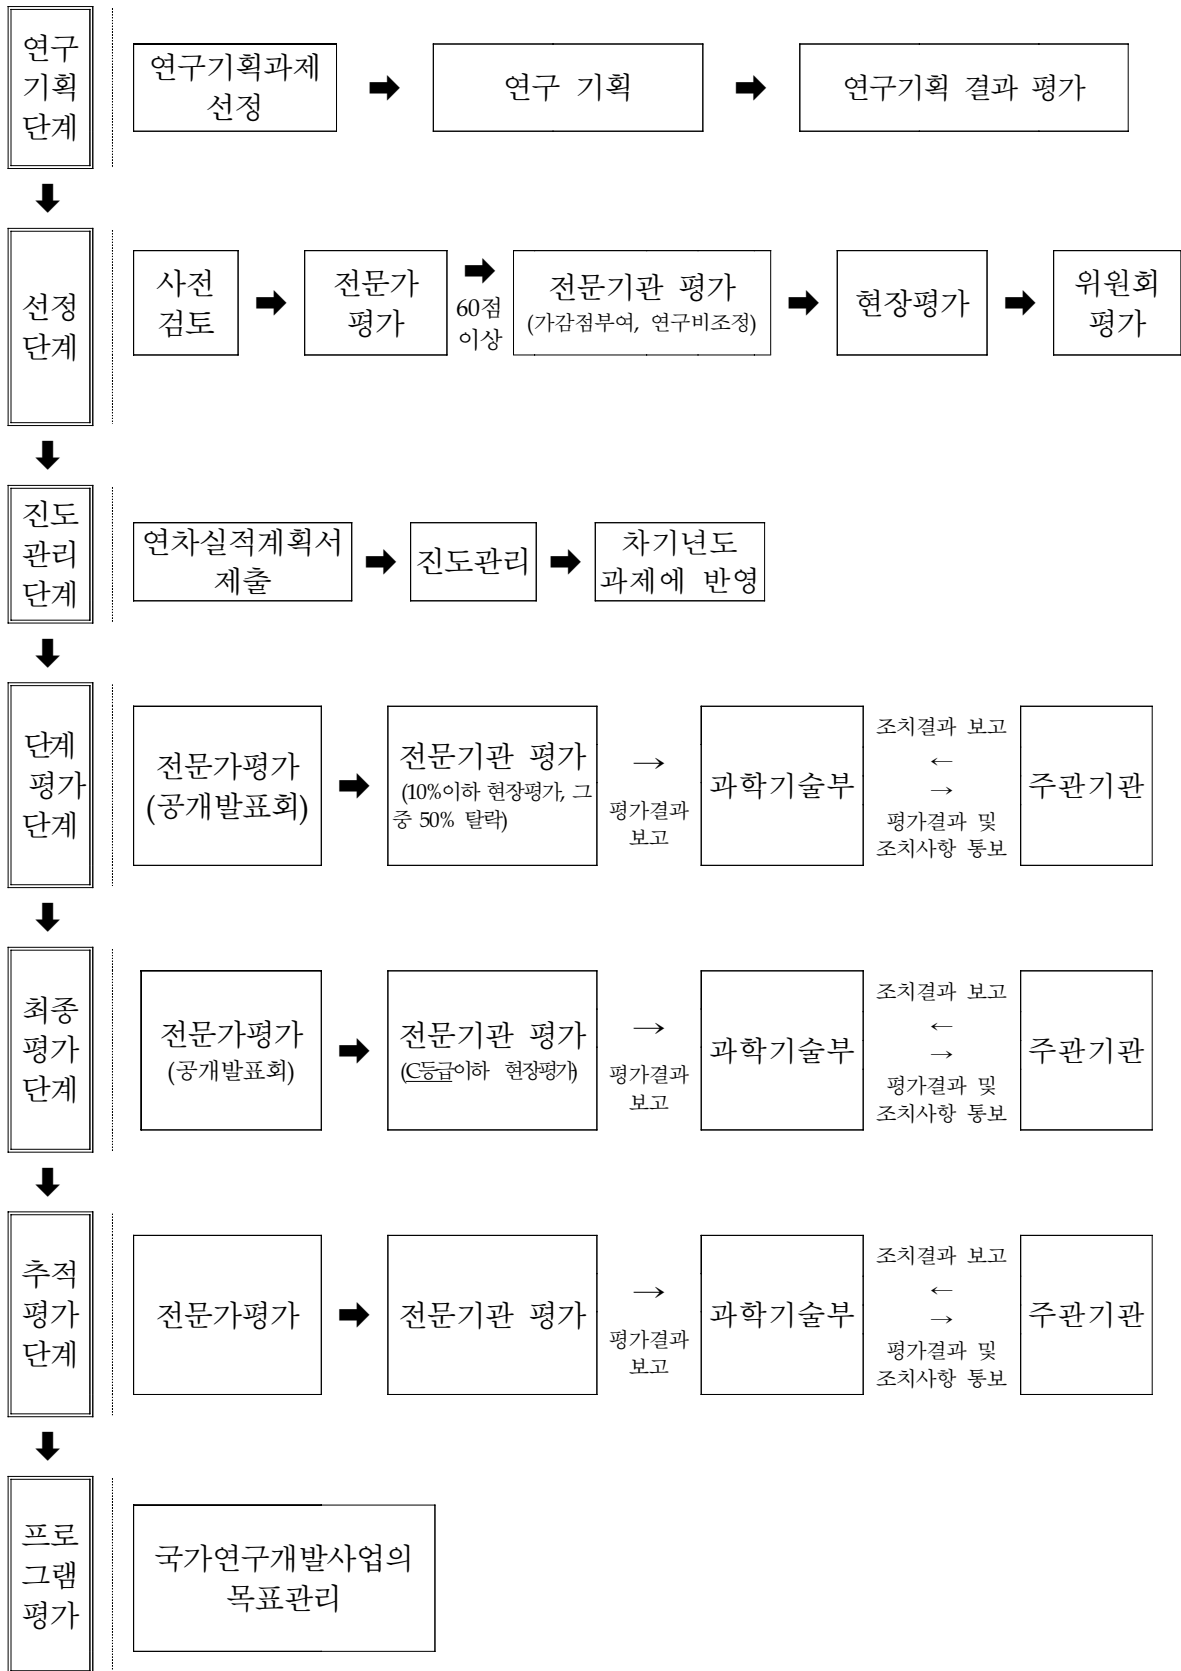 연구
기획
단계
연구기획과제
선정
➡
연구 기획
➡
연구기획 결과 평가
⬇
선정
단계
사전
검토
➡
전문가
평가
➡
60점
이상
전문기관 평가
(가감점부여, 연구비조정)
➡
현장평가
➡
위원회
평가
⬇
진도
관리
단계
연차실적계획서
제출
➡
진도관리
➡
차기년도
과제에 반영
⬇
단계
평가
단계
전문가평가
(공개발표회)
➡
전문기관 평가
(10%이하 현장평가, 그
중 50% 탈락)
→
평가결과
보고
과학기술부
조치결과 보고
←
→
평가결과 및
조치사항 통보
주관기관
⬇
최종
평가
단계
전문가평가
(공개발표회)
➡
전문기관 평가
(C등급이하 현장평가)
→
평가결과
보고
과학기술부
조치결과 보고
←
→
평가결과 및
조치사항 통보
주관기관
⬇
추적
평가
단계
전문가평가
➡
전문기관 평가
→
평가결과
보고
과학기술부
조치결과 보고
←
→
평가결과 및
조치사항 통보
주관기관
⬇
프로
그램
평가
국가연구개발사업의
목표관리